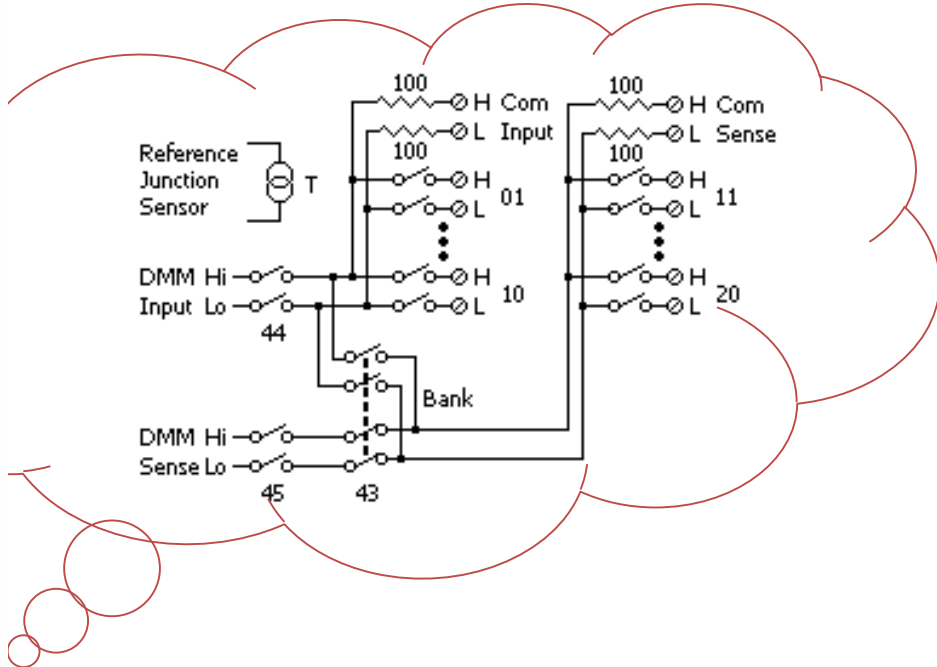 100
H Com
L Input
100
H
01
L
H
10
L
100
H Com
L Sense
100
H
11
L
H
20
L
Reference
Junction
Sensor
T
DMM Hi
Input Lo
44
Bank
DMM Hi
Sense Lo
45
43